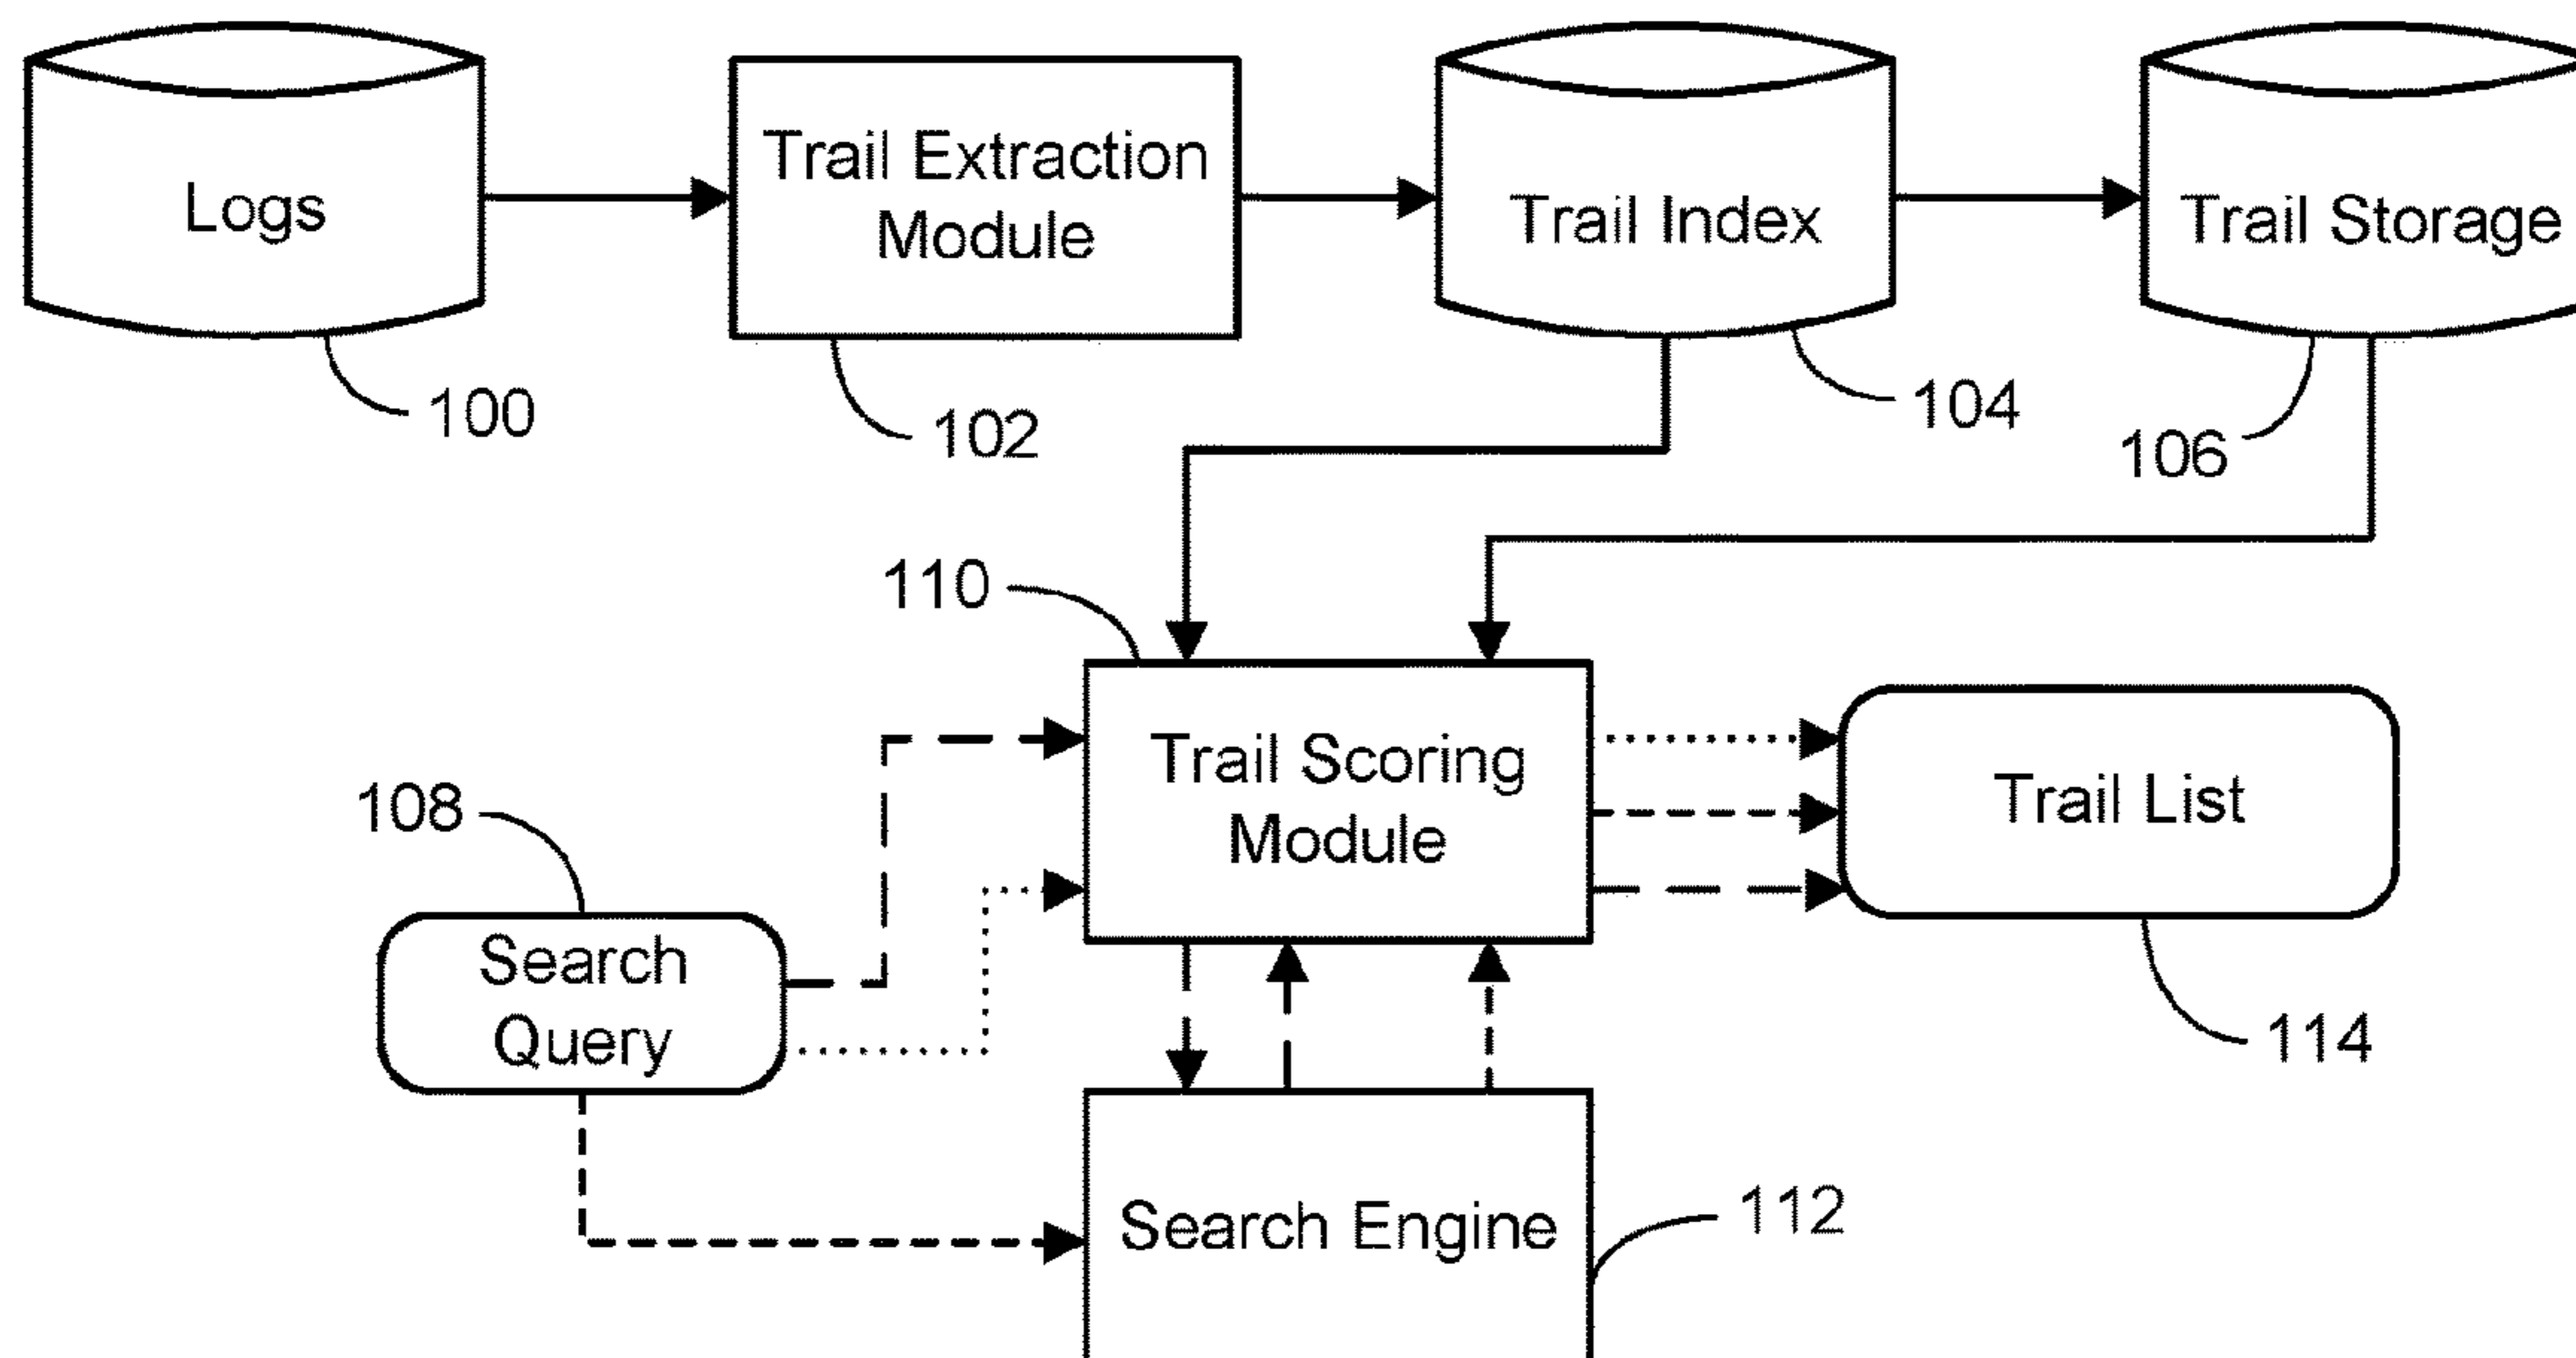 Logs
Trail Extraction
Module
Trail Index
Trail Storage
100
102
104
106
110
Trail Scoring
Module
Trail List
108
Search
Query
114
Search Engine
112